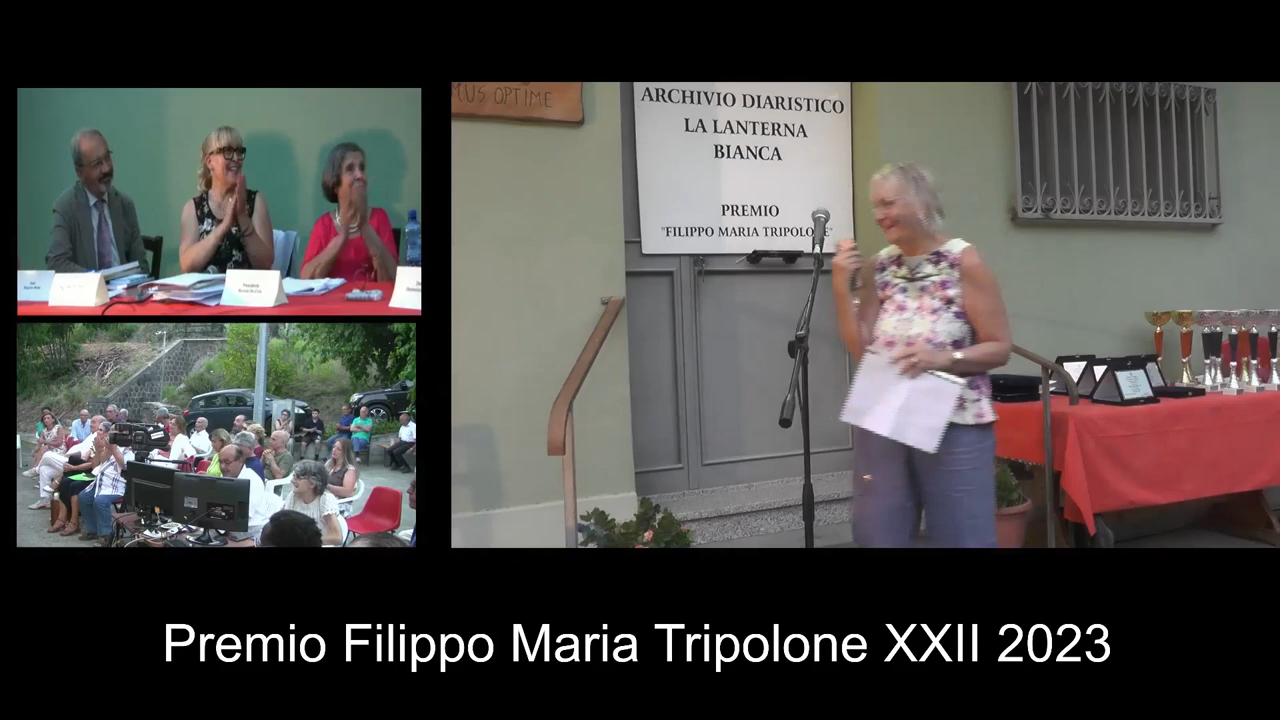 MUS OPTIME
ARCHIVIO DIARISTICO
LA LANTERNA
BIANCA
PREMIO
"FILIPPO MARIA TRIPOLONE"
Premio Filippo Maria Tripolone XXII 2023